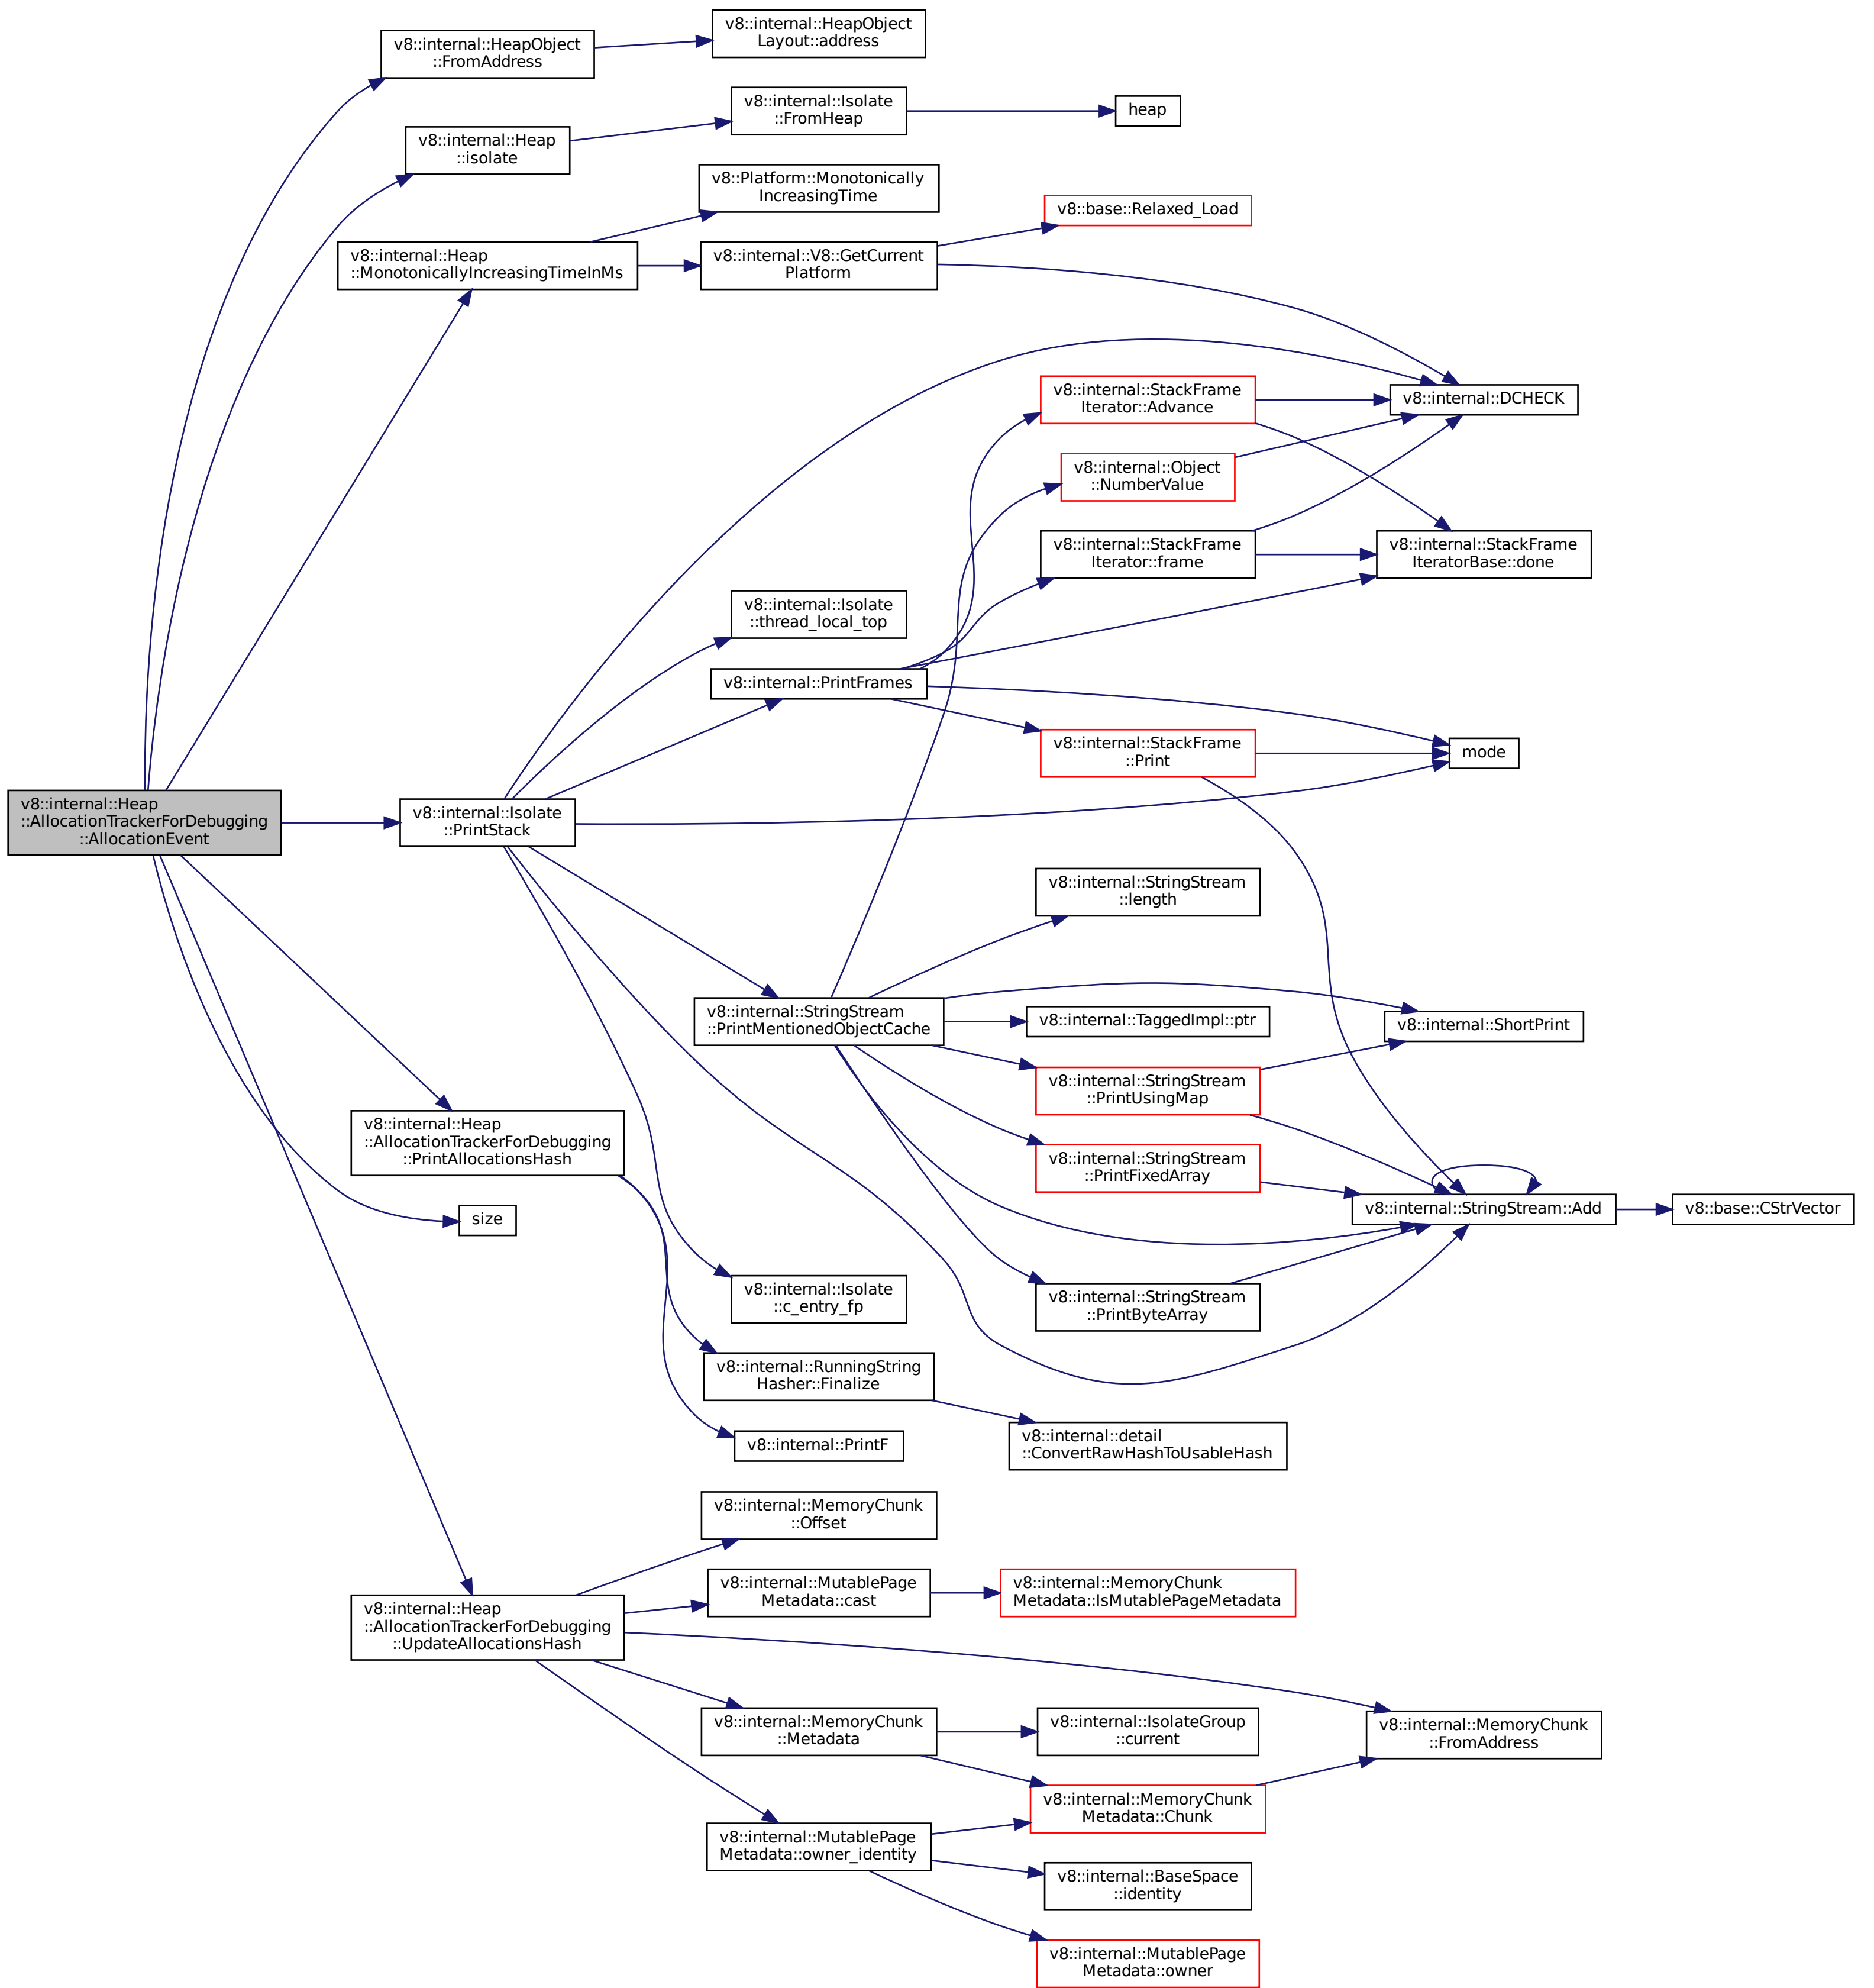 v8::internal::HeapObject
Layout::address
v8::internal::HeapObject
::FromAddress
v8::internal::Isolate
::FromHeap
heap
v8::internal::Heap
::isolate
v8::Platform::Monotonically
IncreasingTime
v8::base::Relaxed_Load
v8::internal::Heap
::MonotonicallyIncreasingTimeInMs
v8::internal::V8::GetCurrent
Platform
v8::internal::StackFrame
Iterator::Advance
v8::internal::DCHECK
v8::internal::Object
::NumberValue
v8::internal::StackFrame
Iterator::frame
v8::internal::StackFrame
IteratorBase::done
v8::internal::Isolate
::thread_local_top
v8::internal::PrintFrames
v8::internal::StackFrame
::Print
mode
v8::internal::Heap
::AllocationTrackerForDebugging
::AllocationEvent
v8::internal::Isolate
::PrintStack
v8::internal::StringStream
::length
v8::internal::StringStream
::PrintMentionedObjectCache
v8::internal::TaggedImpl::ptr
v8::internal::ShortPrint
v8::internal::StringStream
::PrintUsingMap
v8::internal::Heap
::AllocationTrackerForDebugging
::PrintAllocationsHash
v8::internal::StringStream
::PrintFixedArray
v8::internal::StringStream::Add
v8::base::CStrVector
size
v8::internal::Isolate
::c_entry_fp
v8::internal::StringStream
::PrintByteArray
v8::internal::RunningString
Hasher::Finalize
v8::internal::PrintF
v8::internal::detail
::ConvertRawHashToUsableHash
v8::internal::MemoryChunk
::Offset
v8::internal::MutablePage
Metadata::cast
v8::internal::MemoryChunk
Metadata::IsMutablePageMetadata
v8::internal::Heap
::AllocationTrackerForDebugging
::UpdateAllocationsHash
v8::internal::MemoryChunk
::Metadata
v8::internal::IsolateGroup
::current
v8::internal::MemoryChunk
::FromAddress
v8::internal::MemoryChunk
Metadata::Chunk
v8::internal::MutablePage
Metadata::owner_identity
v8::internal::BaseSpace
::identity
v8::internal::MutablePage
Metadata::owner